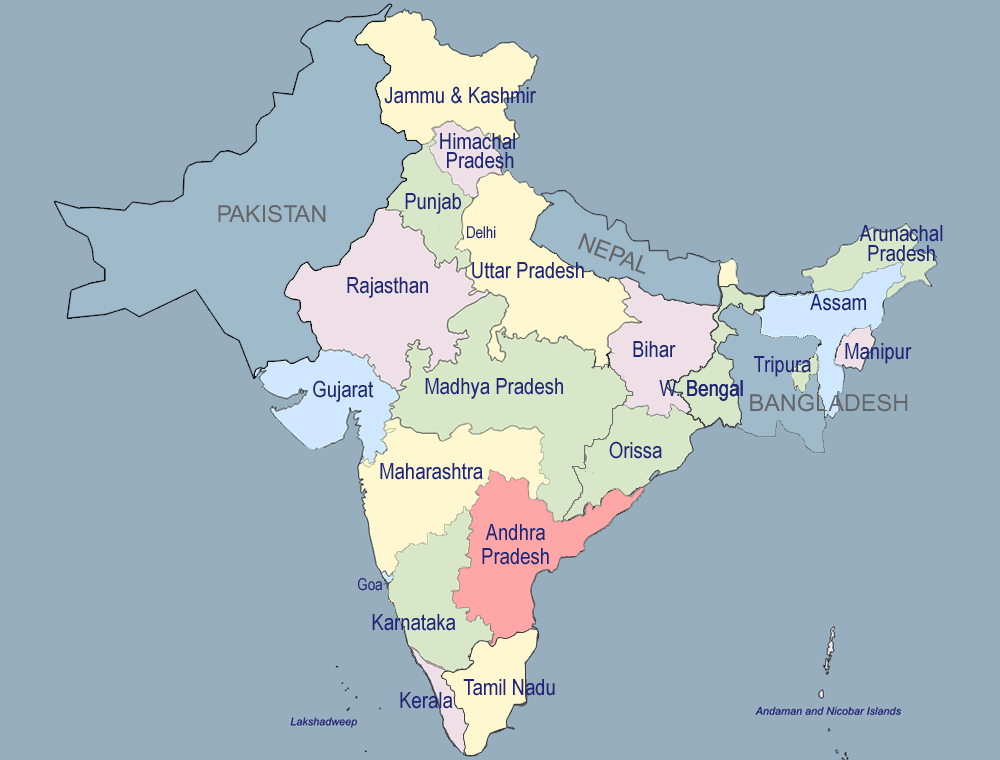 Jammu & Kashmir
Himachal
Pradesh
Punjab
PAKISTAN
Delhi
Arunachal
Pradesh
NEPAL
Uttar Pradesh
Rajasthan
Assam
Bihar
Manipur
Tripura
Gujarat
Madhya Pradesh
W. Bengal
BANGLADESH
Orissa
Maharashtra
Andhra
Pradesh
Goa
Karnataka
Tamil Nadu
Kerala
Andaman and Nicobar Islands
Lakshadweep